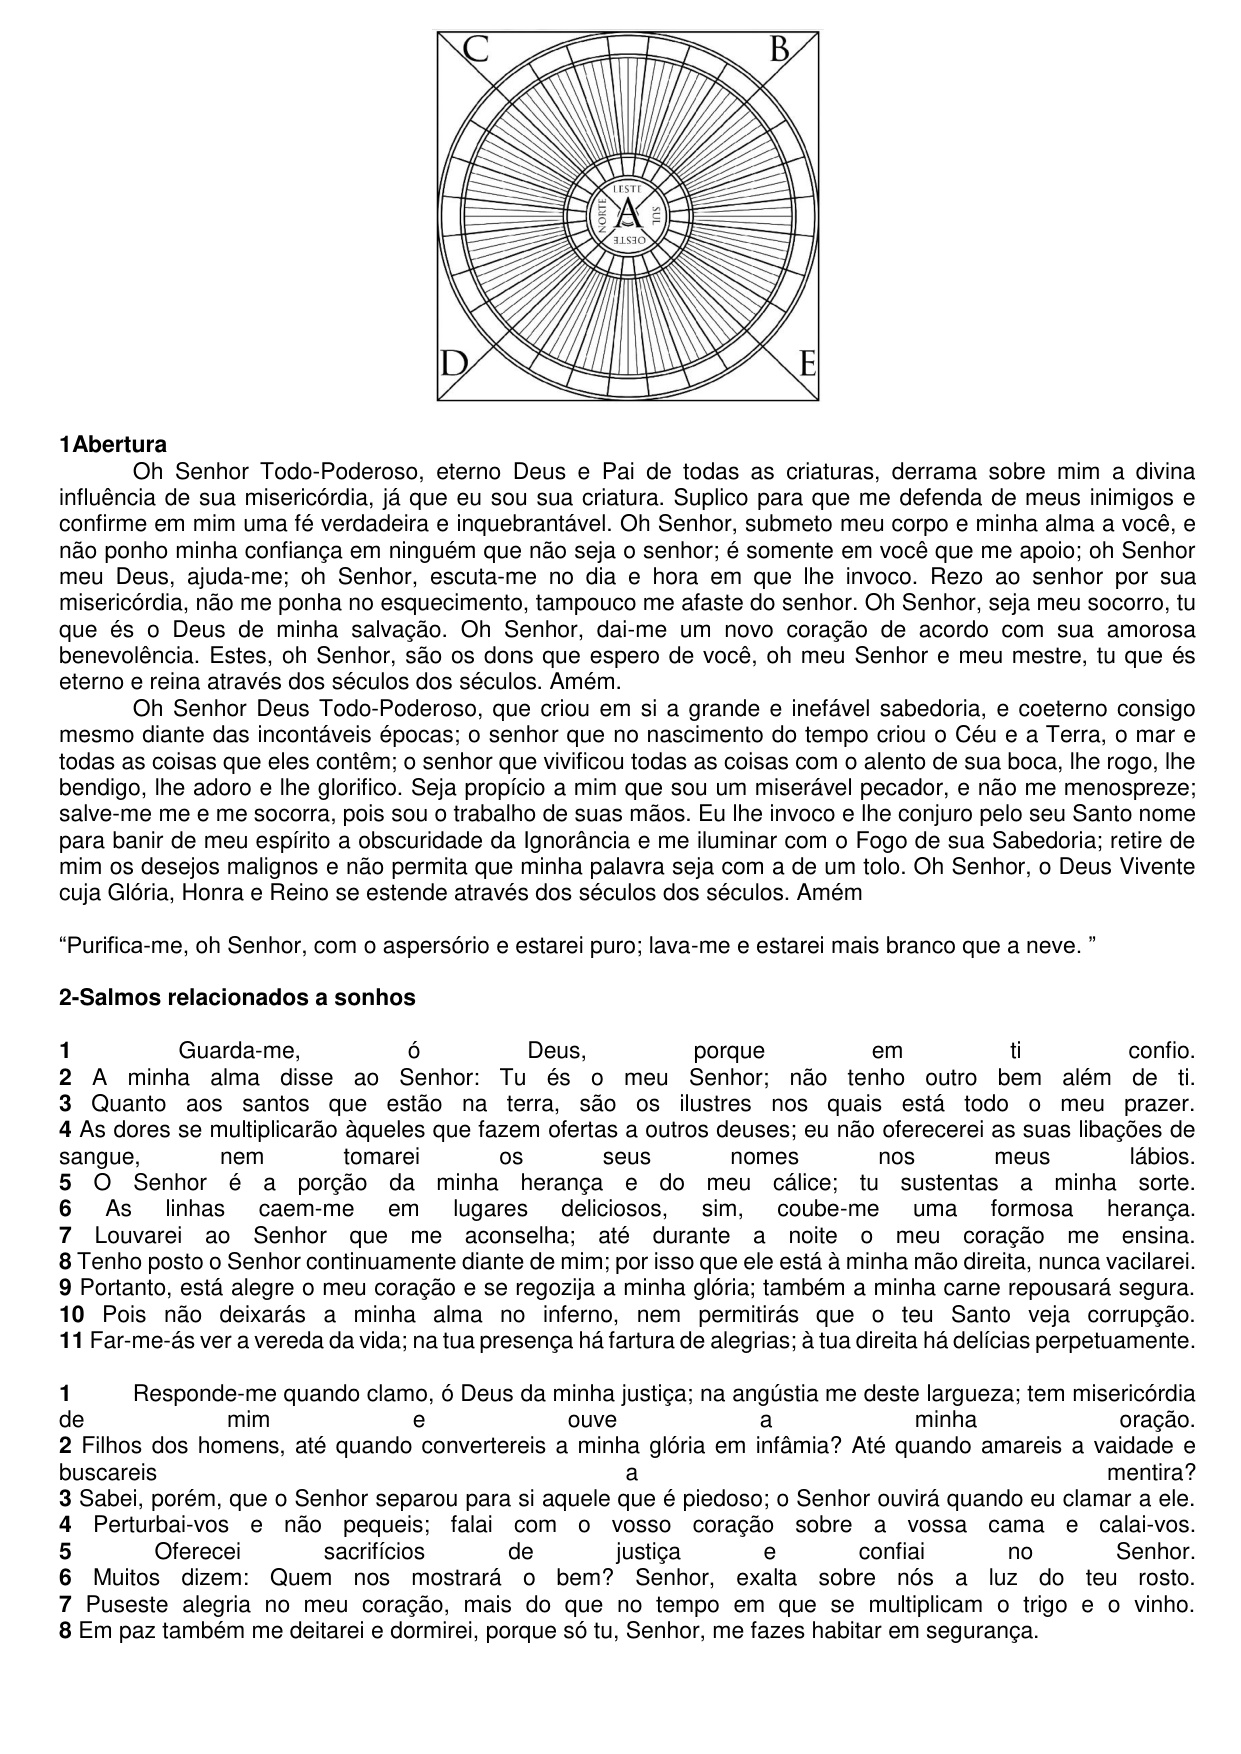 C B
LESTE
NORTE A SUL
OESTE
D E
1Abertura
Oh Senhor Todo-Poderoso, eterno Deus e Pai de todas as criaturas, derrama sobre mim a divina
influência de sua misericórdia, já que eu sou sua criatura. Suplico para que me defenda de meus inimigos e
confirme em mim uma fé verdadeira e inquebrantável. Oh Senhor, submeto meu corpo e minha alma a você, e
não ponho minha confiança em ninguém que não seja o senhor; é somente em você que me apoio; oh Senhor
meu Deus, ajuda-me; oh Senhor, escuta-me no dia e hora em que lhe invoco. Rezo ao senhor por sua
misericórdia, não me ponha no esquecimento, tampouco me afaste do senhor. Oh Senhor, seja meu socorro, tu
que és o Deus de minha salvação. Oh Senhor, dai-me um novo coração de acordo com sua amorosa
benevolência. Estes, oh Senhor, são os dons que espero de você, oh meu Senhor e meu mestre, tu que és
eterno e reina através dos séculos dos séculos. Amém.
Oh Senhor Deus Todo-Poderoso, que criou em si a grande e inefável sabedoria, e coeterno consigo
mesmo diante das incontáveis épocas; o senhor que no nascimento do tempo criou o Céu e a Terra, o mar e
todas as coisas que eles contêm; o senhor que vivificou todas as coisas com o alento de sua boca, lhe rogo, lhe
bendigo, lhe adoro e lhe glorifico. Seja propício a mim que sou um miserável pecador, e não me menospreze;
salve-me me e me socorra, pois sou o trabalho de suas mãos. Eu lhe invoco e lhe conjuro pelo seu Santo nome
para banir de meu espírito a obscuridade da Ignorância e me iluminar com o Fogo de sua Sabedoria; retire de
mim os desejos malignos e não permita que minha palavra seja com a de um tolo. Oh Senhor, o Deus Vivente
cuja Glória, Honra e Reino se estende através dos séculos dos séculos. Amém
“Purifica-me, oh Senhor, com o aspersório e estarei puro; lava-me e estarei mais branco que a neve. ”
2-Salmos relacionados a sonhos
1 Guarda-me, ó Deus, porque em ti confio.
2 A minha alma disse ao Senhor: Tu és o meu Senhor; não tenho outro bem além de ti.
3 Quanto aos santos que estão na terra, são os ilustres nos quais está todo o meu prazer.
4 As dores se multiplicarão àqueles que fazem ofertas a outros deuses; eu não oferecerei as suas libações de
sangue, nem tomarei os seus nomes nos meus lábios.
5 O Senhor é a porção da minha herança e do meu cálice; tu sustentas a minha sorte.
6 As linhas caem-me em lugares deliciosos, sim, coube-me uma formosa herança.
7 Louvarei ao Senhor que me aconselha; até durante a noite o meu coração me ensina.
8 Tenho posto o Senhor continuamente diante de mim; por isso que ele está à minha mão direita, nunca vacilarei.
9 Portanto, está alegre o meu coração e se regozija a minha glória; também a minha carne repousará segura.
10 Pois não deixarás a minha alma no inferno, nem permitirás que o teu Santo veja corrupção.
11 Far-me-ás ver a vereda da vida; na tua presença há fartura de alegrias; à tua direita há delícias perpetuamente.
1 Responde-me quando clamo, ó Deus da minha justiça; na angústia me deste largueza; tem misericórdia
de mim e ouve a minha oração.
2 Filhos dos homens, até quando convertereis a minha glória em infâmia? Até quando amareis a vaidade e
buscareis a mentira?
3 Sabei, porém, que o Senhor separou para si aquele que é piedoso; o Senhor ouvirá quando eu clamar a ele.
4 Perturbai-vos e não pequeis; falai com o vosso coração sobre a vossa cama e calai-vos.
5 Oferecei sacrifícios de justiça e confiai no Senhor.
6 Muitos dizem: Quem nos mostrará o bem? Senhor, exalta sobre nós a luz do teu rosto.
7 Puseste alegria no meu coração, mais do que no tempo em que se multiplicam o trigo e o vinho.
8 Em paz também me deitarei e dormirei, porque só tu, Senhor, me fazes habitar em segurança.